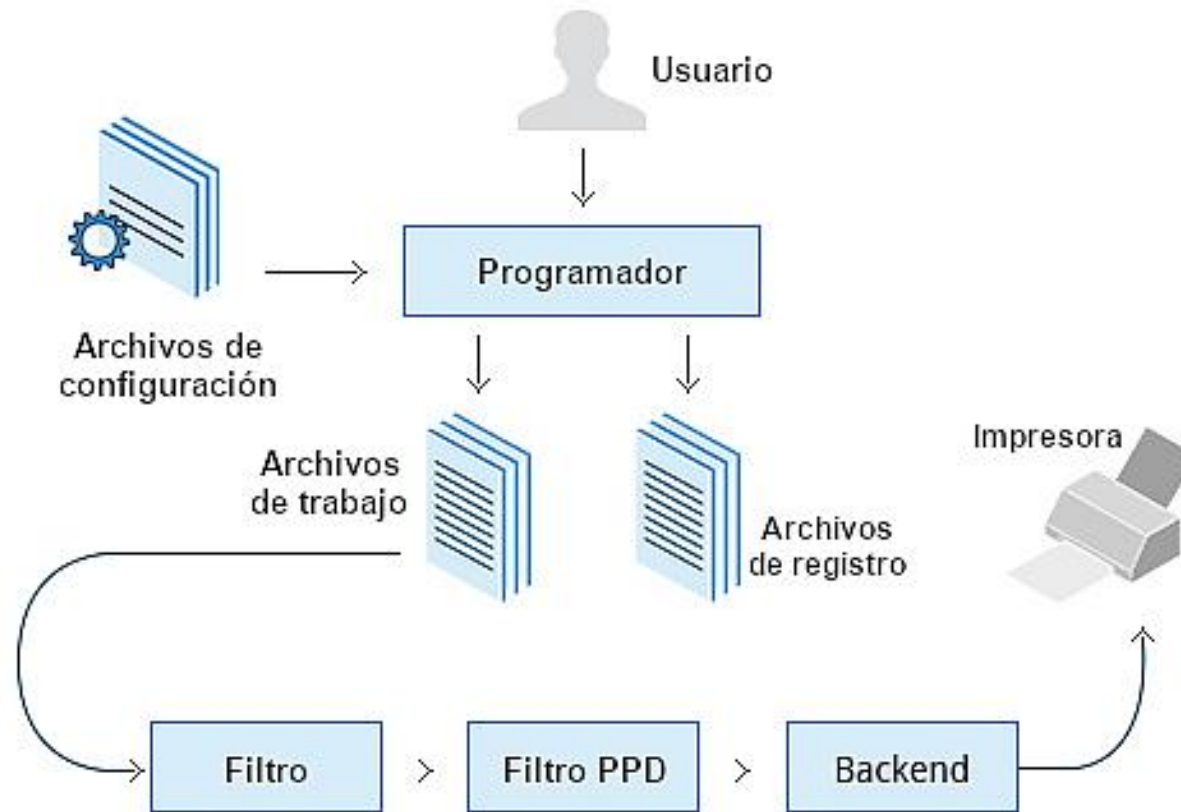 Usuario
Programador
Archivos de
configuración
Archivos
de trabajo
Archivos
de registro
Impresora
Filtro
Filtro PPD
Backend